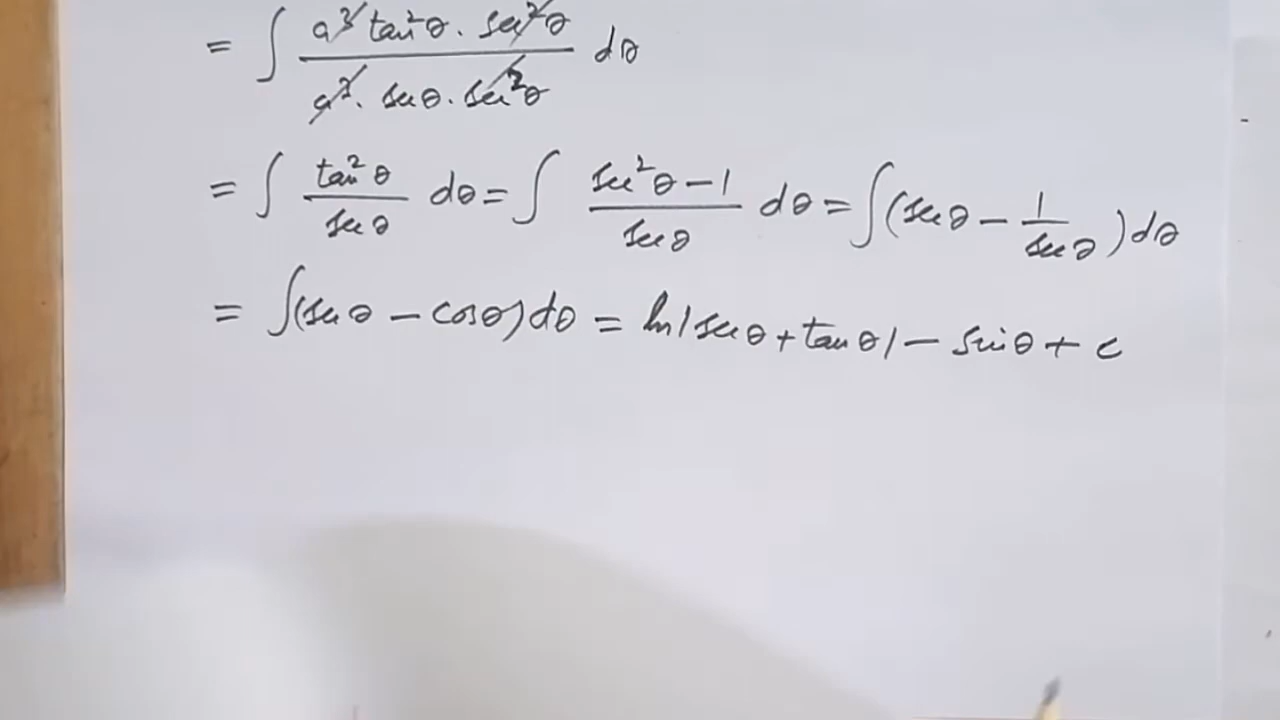 = ∫ a³ tan²θ · sec²θ / a³ · secθ · sec²θ dθ
= ∫ tan²θ / secθ dθ = ∫ sec²θ - 1 / secθ dθ = ∫(secθ - 1 / secθ)dθ
= ∫(secθ - cosθ)dθ = ln|secθ + tanθ| - sinθ + c